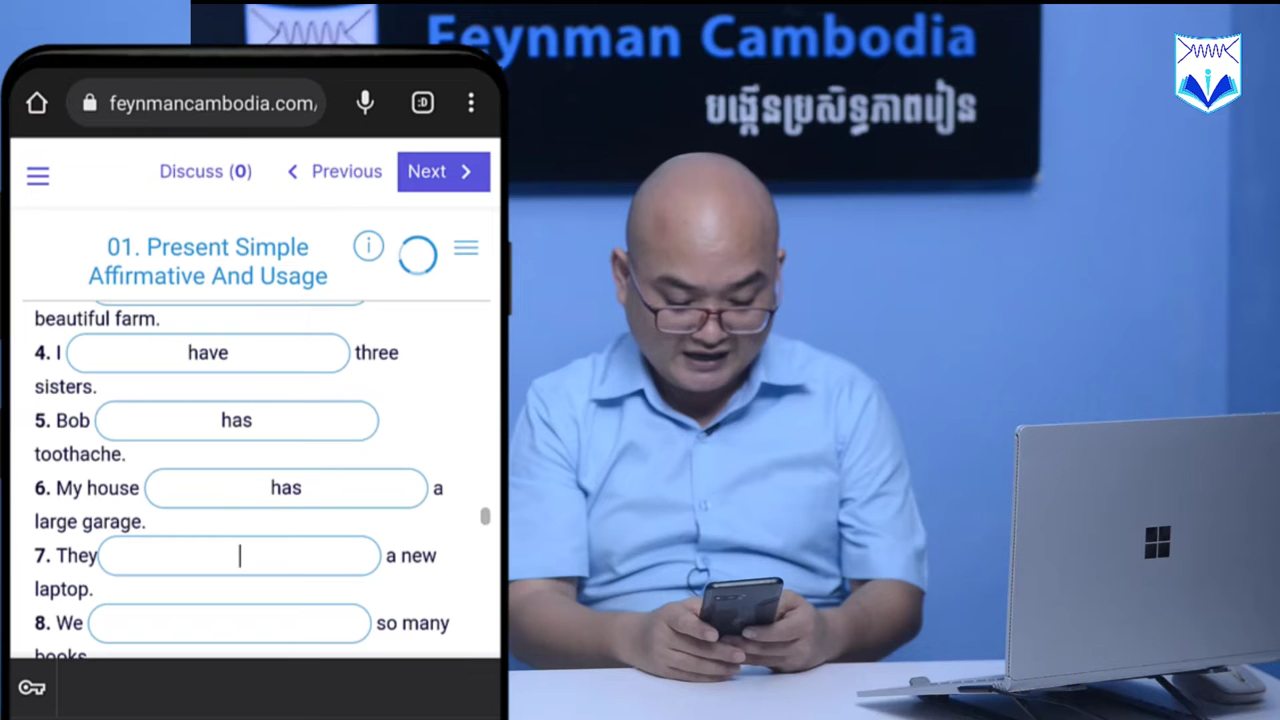 Feynman Cambodia
បង្កើនប្រសិទ្ធភាពរៀន
feynmancambodia.com/
:D
Discuss (0)
Previous
Next
01. Present Simple
Affirmative And Usage
beautiful farm.
4. I have three
sisters.
5. Bob has
toothache.
6. My house has a
large garage.
7. They a new
laptop.
8. We so many
books